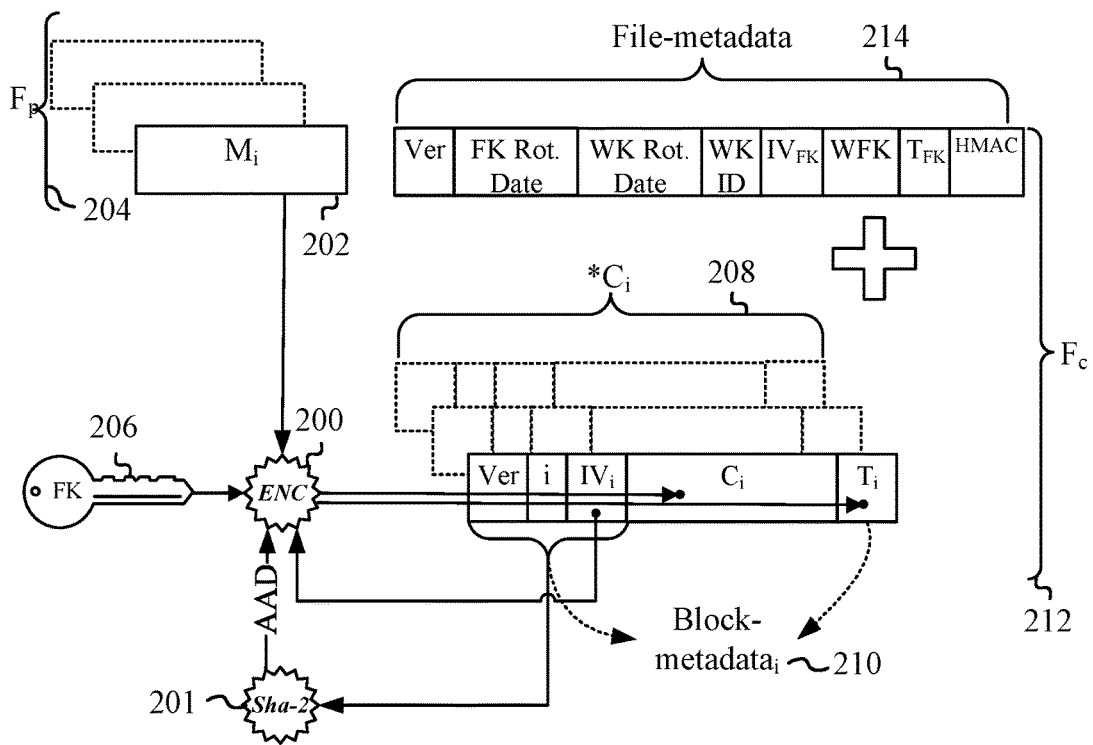 File-metadata
214
F_p
M_i
204
202
Ver
FK Rot. Date
WK Rot. Date
WK ID
IV_FK
WFK
T_FK
HMAC
*C_i
208
F_c
206
200
FK
ENC
Ver
i
IV_i
C_i
T_i
AAD
212
Block-
metadata_i
210
201
Sha-2